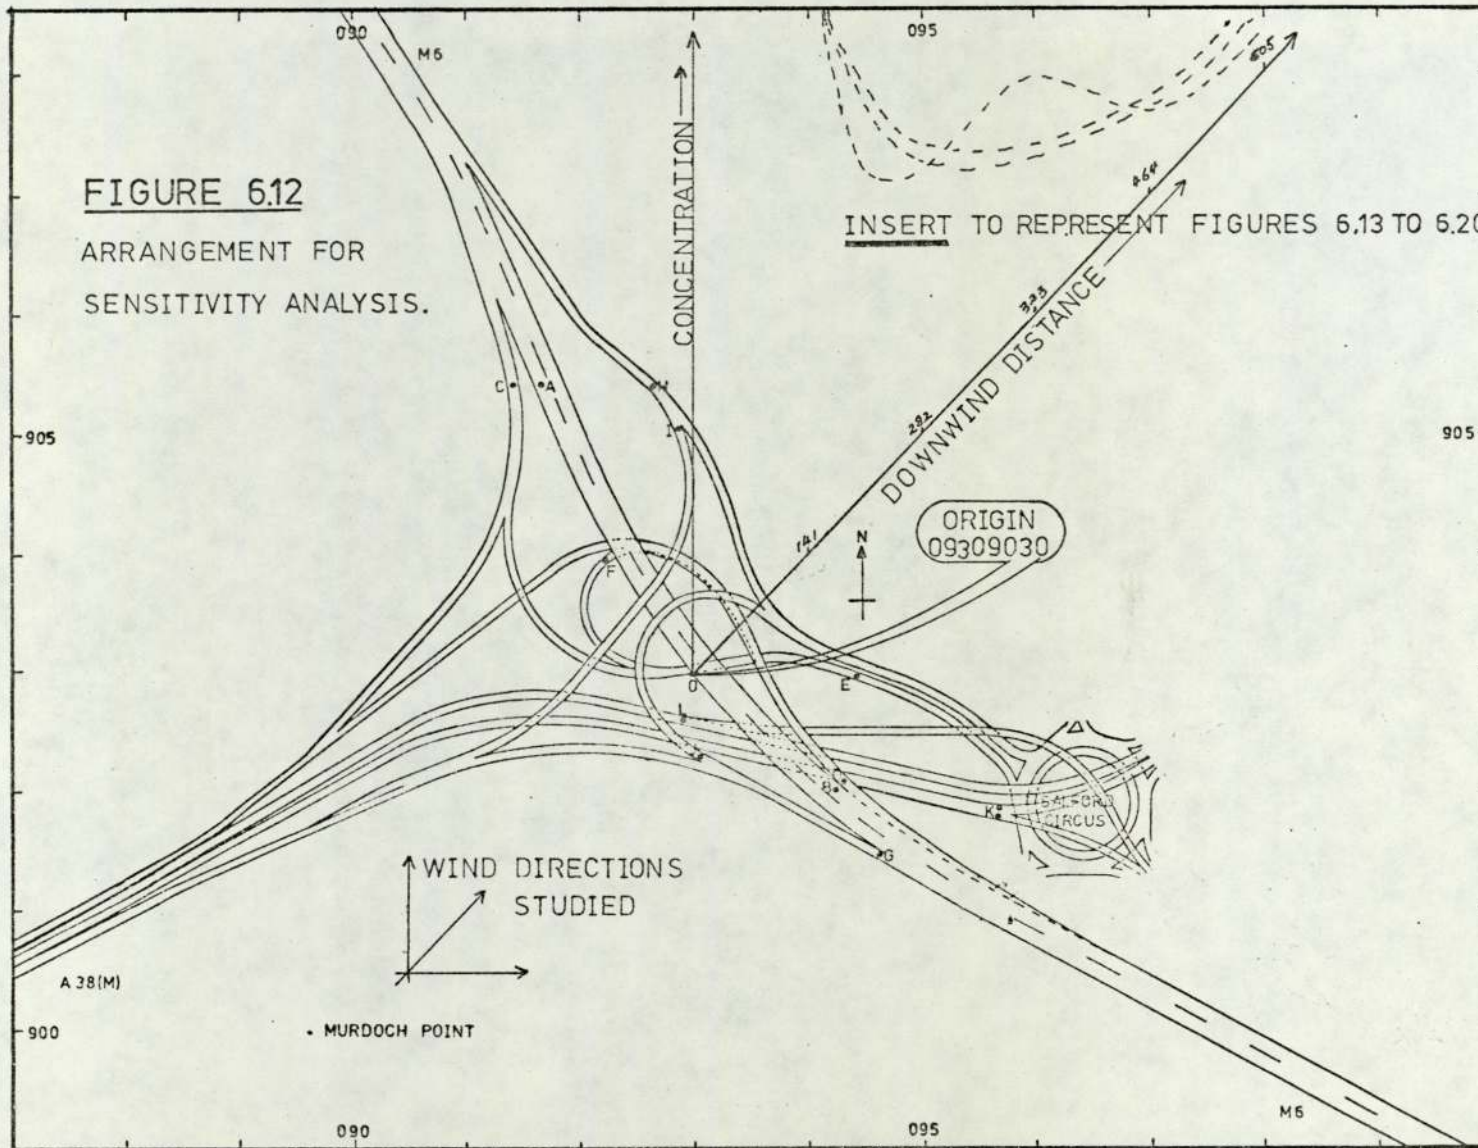 090
095
M6
605
CONCENTRATION
464
FIGURE 6.12
ARRANGEMENT FOR
SENSITIVITY ANALYSIS.
INSERT TO REPRESENT FIGURES 6.13 TO 6.20
DOWNWIND DISTANCE
C
A
H
I
282
905
905
ORIGIN
09309030
141
N
F
O
E
L
B
K
SALFORD
CIRCUS
G
WIND DIRECTIONS
STUDIED
A 38(M)
900
MURDOCH POINT
090
095
M6